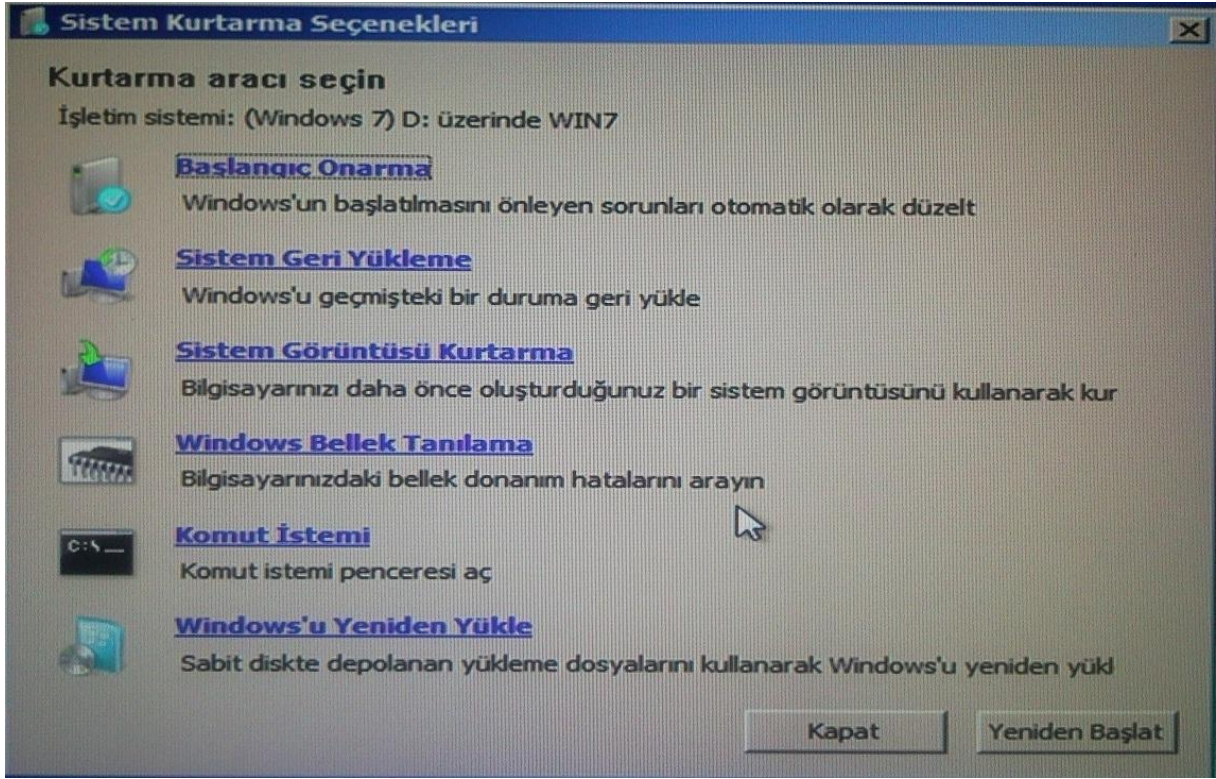 Sistem Kurtarma Seçenekleri
Kurtarma aracı seçin
İşletim sistemi: (Windows 7) D: üzerinde WIN7
Başlangıç Onarma
Windows'un başlatılmasını önleyen sorunları otomatik olarak düzelt
Sistem Geri Yükleme
Windows'u geçmişteki bir duruma geri yükle
Sistem Görüntüsü Kurtarma
Bilgisayarınızı daha önce oluşturduğunuz bir sistem görüntüsünü kullanarak kur
Windows Bellek Tanılama
Bilgisayarınızdaki bellek donanım hatalarını arayın
C:\
Komut İstemi
Komut istemi penceresi aç
Windows'u Yeniden Yükle
Sabit diskte depolanan yükleme dosyalarını kullanarak Windows'u yeniden yükl
Kapat
Yeniden Başlat